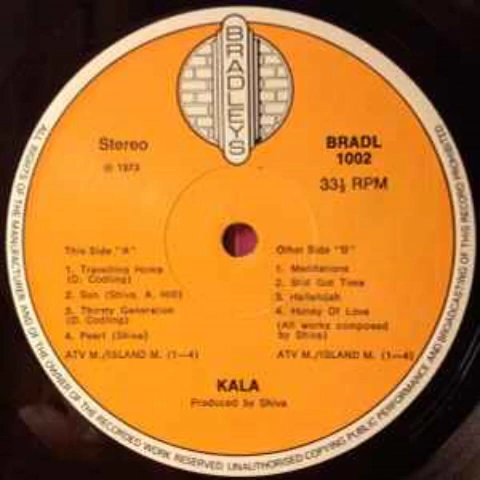 BRADLEYS
Stereo
℗ 1973
BRADL
1002
33⅓ RPM
This Side "A"
1. Travelling Home
(D. Codling)
2. Sun (Shiva, A. Hill)
3. Thirsty Generation
(D. Codling)
4. Pearl (Shiva)
ATV M./ISLAND M. (1—4)
Other Side "B"
1. Meditations
2. Still Got Time
3. Hallelujah
4. Honey Of Love
(All works composed
by Shiva)
ATV M./ISLAND M. (1—4)
KALA
Produced by Shiva
ALL RIGHTS OF THE MANUFACTURER AND OF THE OWNER OF THE RECORDED WORK RESERVED. UNAUTHORISED COPYING PUBLIC PERFORMANCE AND BROADCASTING OF THIS RECORD PROHIBITED.